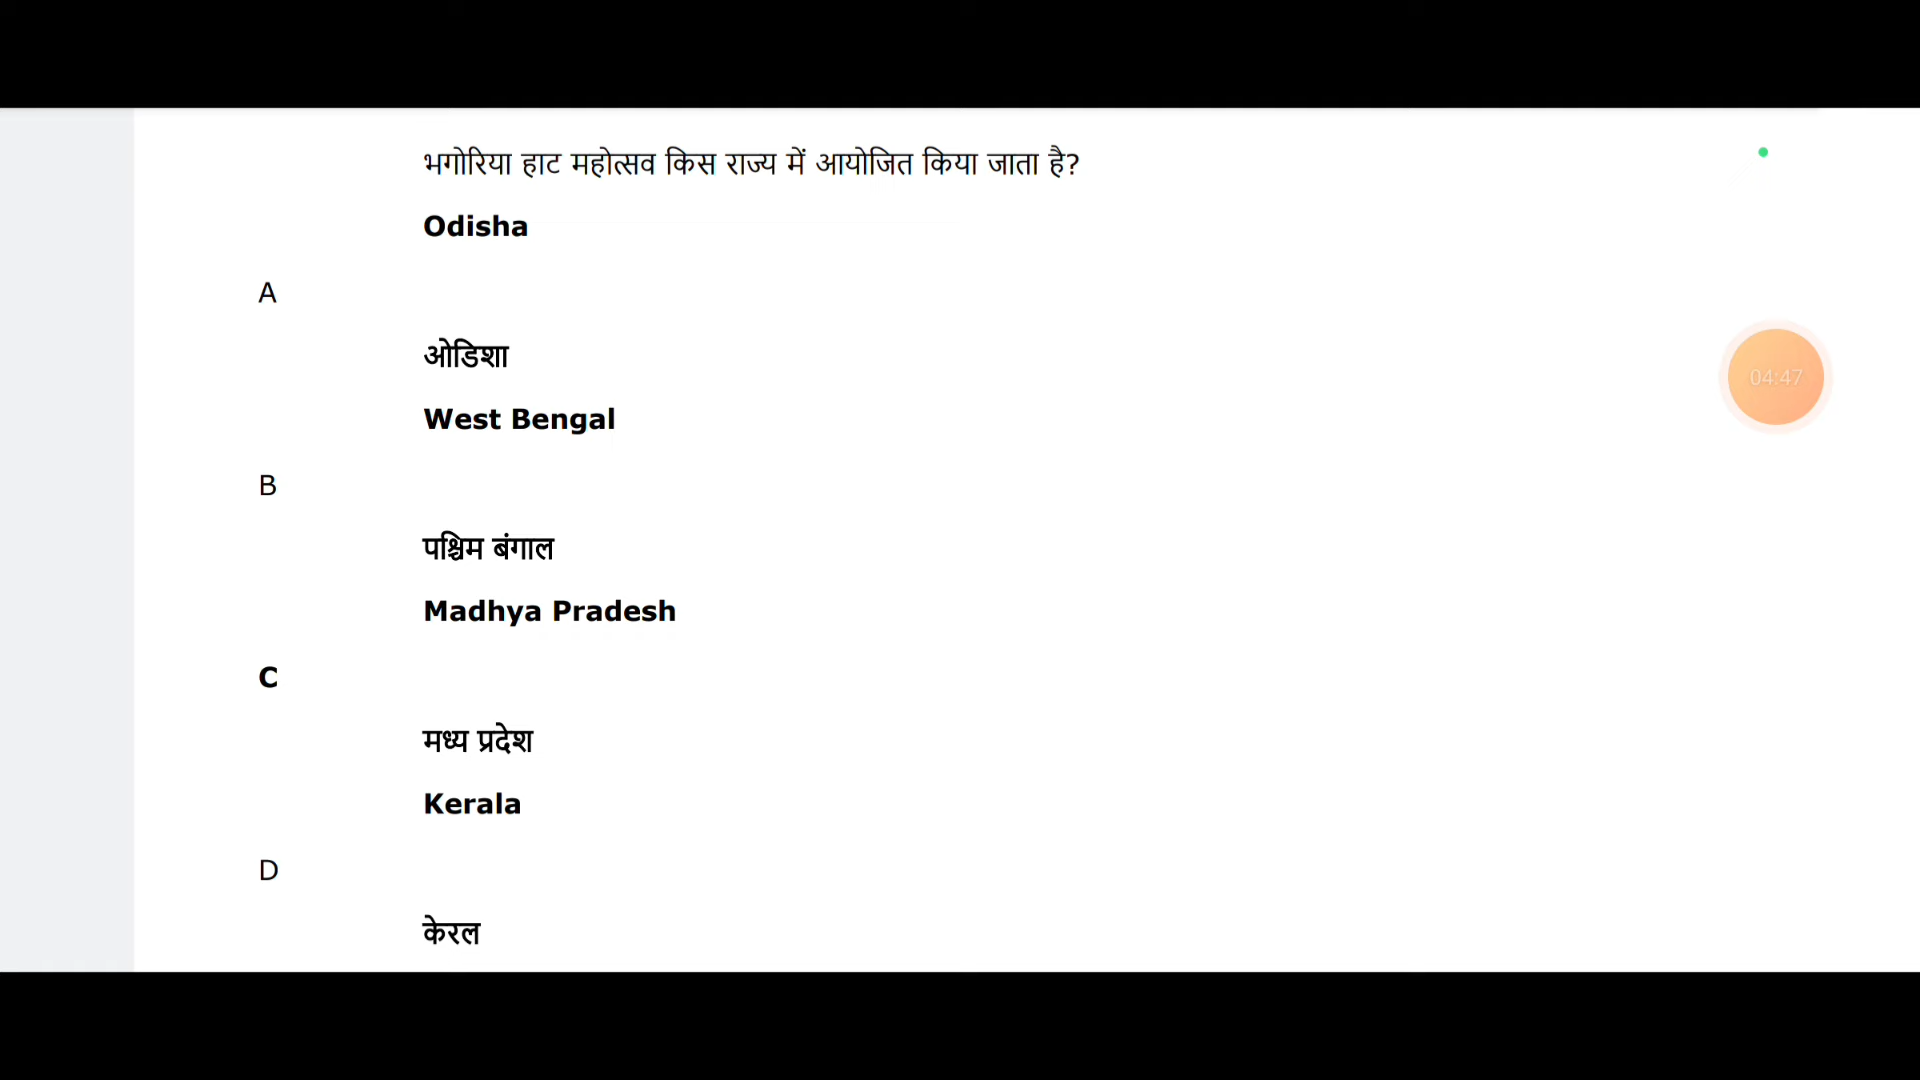 भगोरिया हाट महोत्सव किस राज्य में आयोजित किया जाता है?
Odisha
A
ओडिशा
West Bengal
B
पश्चिम बंगाल
Madhya Pradesh
C
मध्य प्रदेश
Kerala
D
केरल
04:47